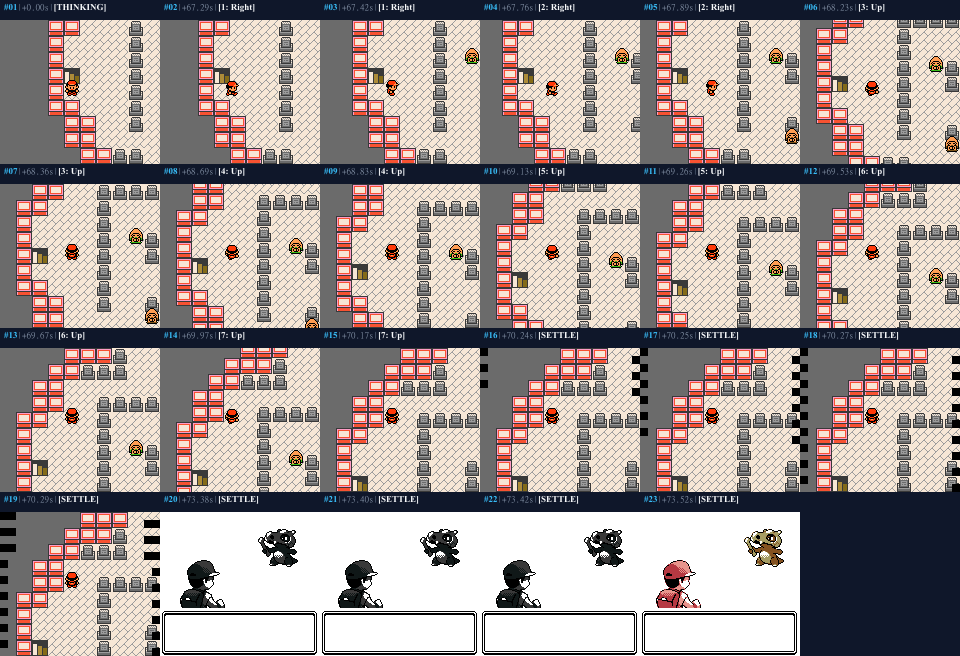 #01|+0.00s|[THINKING]
#02|+67.29s|[1: Right]
#03|+67.42s|[1: Right]
#04|+67.76s|[2: Right]
#05|+67.89s|[2: Right]
#06|+68.23s|[3: Up]
#07|+68.36s|[3: Up]
#08|+68.69s|[4: Up]
#09|+68.83s|[4: Up]
#10|+69.13s|[5: Up]
#11|+69.26s|[5: Up]
#12|+69.53s|[6: Up]
#13|+69.67s|[6: Up]
#14|+69.97s|[7: Up]
#15|+70.17s|[7: Up]
#16|+70.24s|[SETTLE]
#17|+70.25s|[SETTLE]
#18|+70.27s|[SETTLE]
#19|+70.29s|[SETTLE]
#20|+73.38s|[SETTLE]
#21|+73.40s|[SETTLE]
#22|+73.42s|[SETTLE]
#23|+73.52s|[SETTLE]